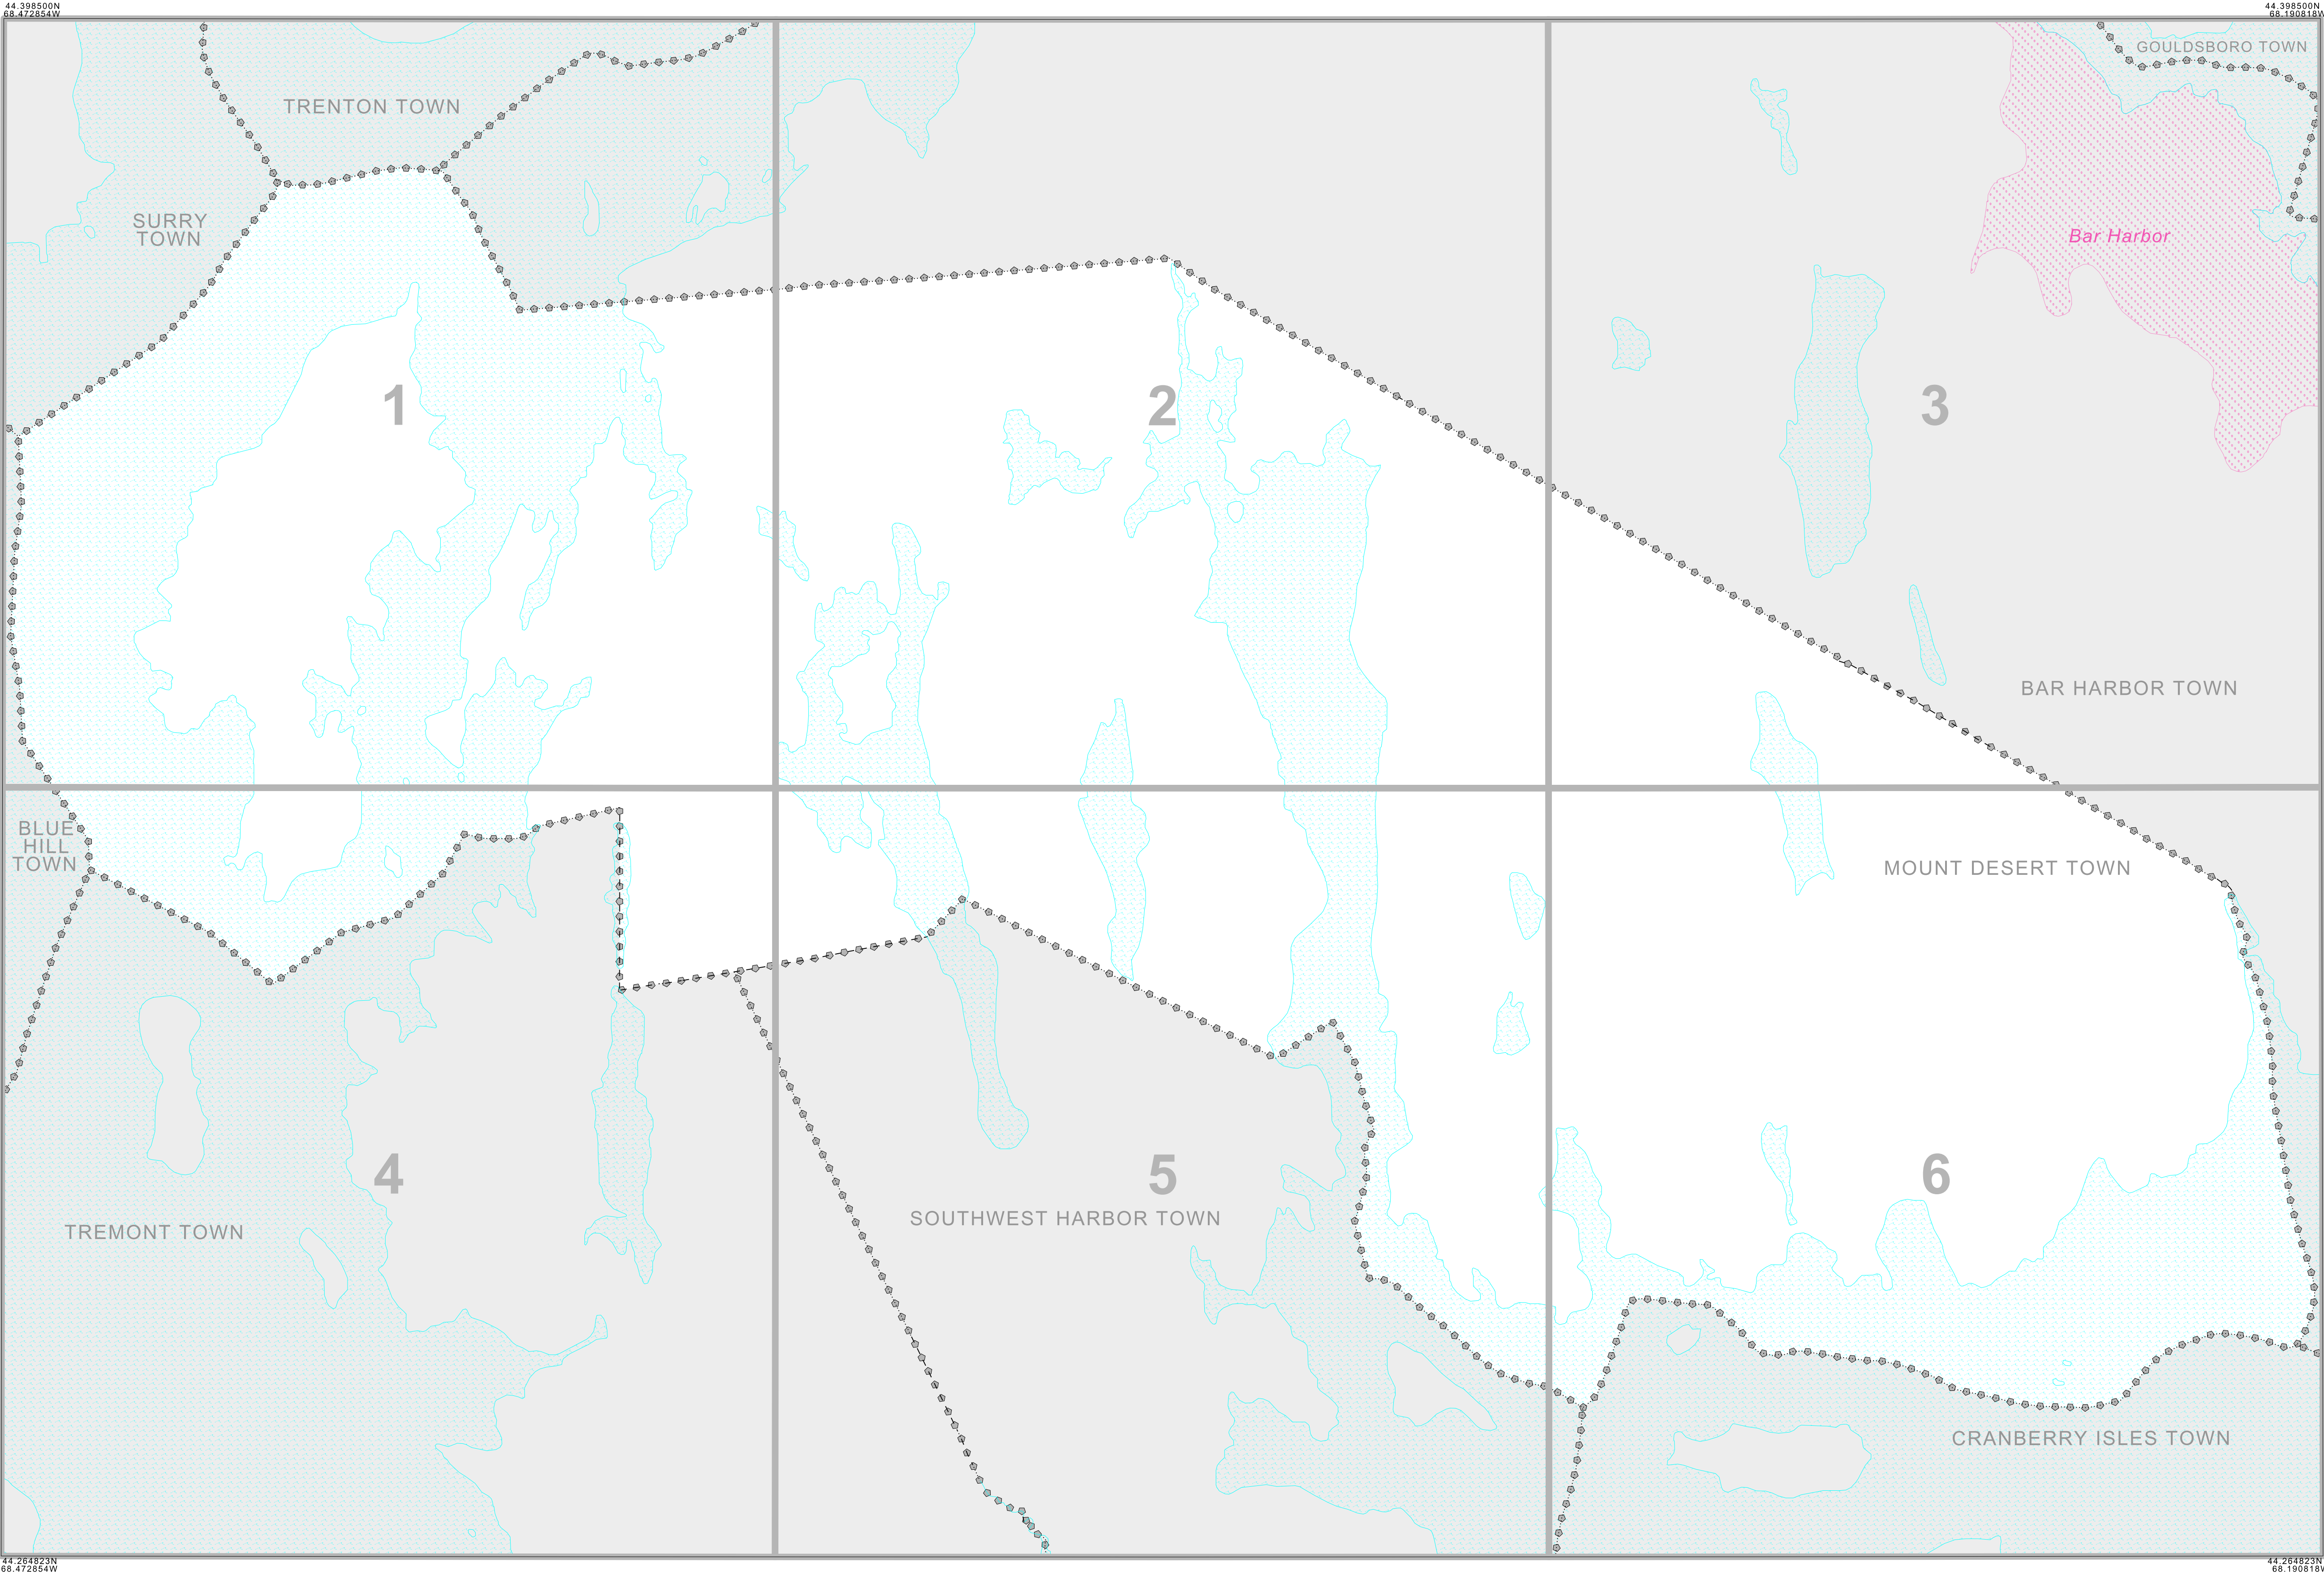 44.398500N
68.472854W
44.398500N
68.190818W
GOULDSBORO TOWN
TRENTON TOWN
SURRY
TOWN
Bar Harbor
1
2
3
BAR HARBOR TOWN
BLUE
HILL
TOWN
MOUNT DESERT TOWN
4
5
6
TREMONT TOWN
SOUTHWEST HARBOR TOWN
CRANBERRY ISLES TOWN
44.264823N
68.472854W
44.264823N
68.190818W